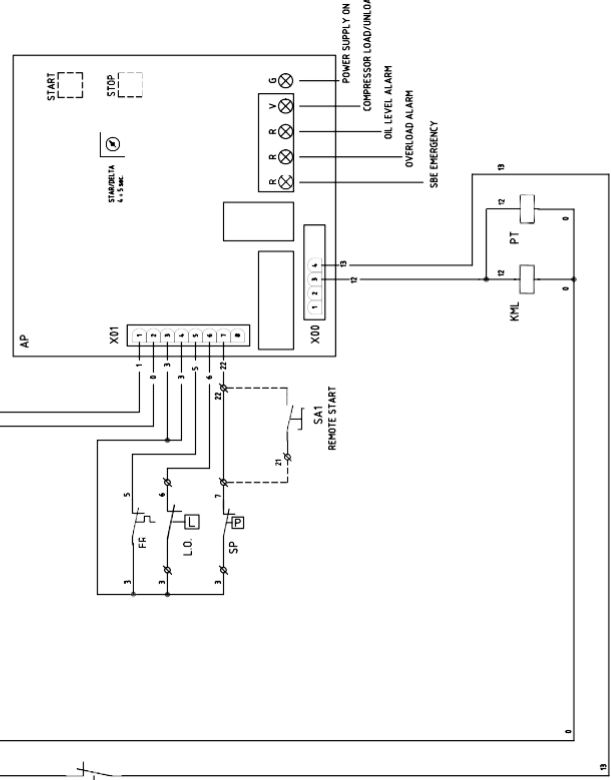 POWER SUPPLY ON
COMPRESSOR LOAD/UNLOA
OIL LEVEL ALARM
OVERLOAD ALARM
SBE EMERGENCY
START
STOP
STAR/DELTA
4 ÷ 5 sec.
G
V
R
R
R
AP
X01
1
2
3
4
5
6
7
8
X00
1
2
3
4
1
0
3
3
5
6
22
22
13
12
13
12
12
PT
KML
0
0
SA1
REMOTE START
21
5
6
7
FR
L.O.
L
SP
P
3
3
3
0
13